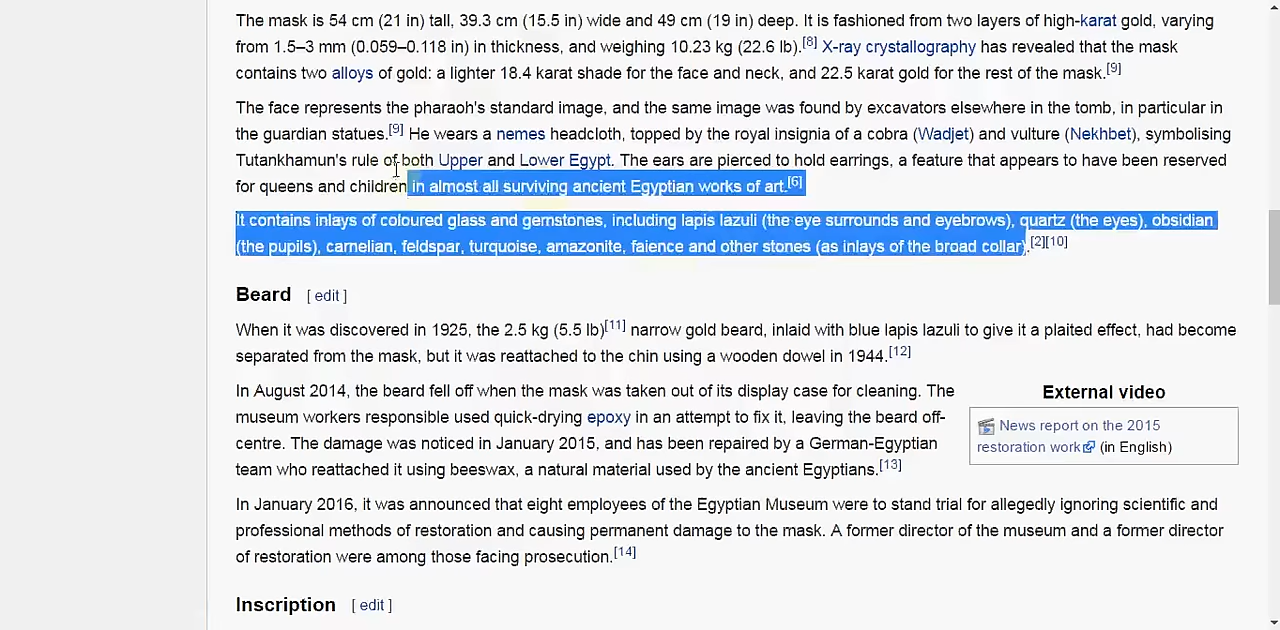 The mask is 54 cm (21 in) tall, 39.3 cm (15.5 in) wide and 49 cm (19 in) deep. It is fashioned from two layers of high-karat gold, varying
from 1.5–3 mm (0.059–0.118 in) in thickness, and weighing 10.23 kg (22.6 lb).[8] X-ray crystallography has revealed that the mask
contains two alloys of gold: a lighter 18.4 karat shade for the face and neck, and 22.5 karat gold for the rest of the mask.[9]
The face represents the pharaoh's standard image, and the same image was found by excavators elsewhere in the tomb, in particular in
the guardian statues.[9] He wears a nemes headcloth, topped by the royal insignia of a cobra (Wadjet) and vulture (Nekhbet), symbolising
Tutankhamun's rule of both Upper and Lower Egypt. The ears are pierced to hold earrings, a feature that appears to have been reserved
for queens and children in almost all surviving ancient Egyptian works of art.[6]
It contains inlays of coloured glass and gemstones, including lapis lazuli (the eye surrounds and eyebrows), quartz (the eyes), obsidian
(the pupils), carnelian, feldspar, turquoise, amazonite, faience and other stones (as inlays of the broad collar).[2][10]
Beard [ edit ]
When it was discovered in 1925, the 2.5 kg (5.5 lb)[11] narrow gold beard, inlaid with blue lapis lazuli to give it a plaited effect, had become
separated from the mask, but it was reattached to the chin using a wooden dowel in 1944.[12]
In August 2014, the beard fell off when the mask was taken out of its display case for cleaning. The
museum workers responsible used quick-drying epoxy in an attempt to fix it, leaving the beard off-
centre. The damage was noticed in January 2015, and has been repaired by a German-Egyptian
team who reattached it using beeswax, a natural material used by the ancient Egyptians.[13]
External video
News report on the 2015
restoration work (in English)
In January 2016, it was announced that eight employees of the Egyptian Museum were to stand trial for allegedly ignoring scientific and
professional methods of restoration and causing permanent damage to the mask. A former director of the museum and a former director
of restoration were among those facing prosecution.[14]
Inscription [ edit ]